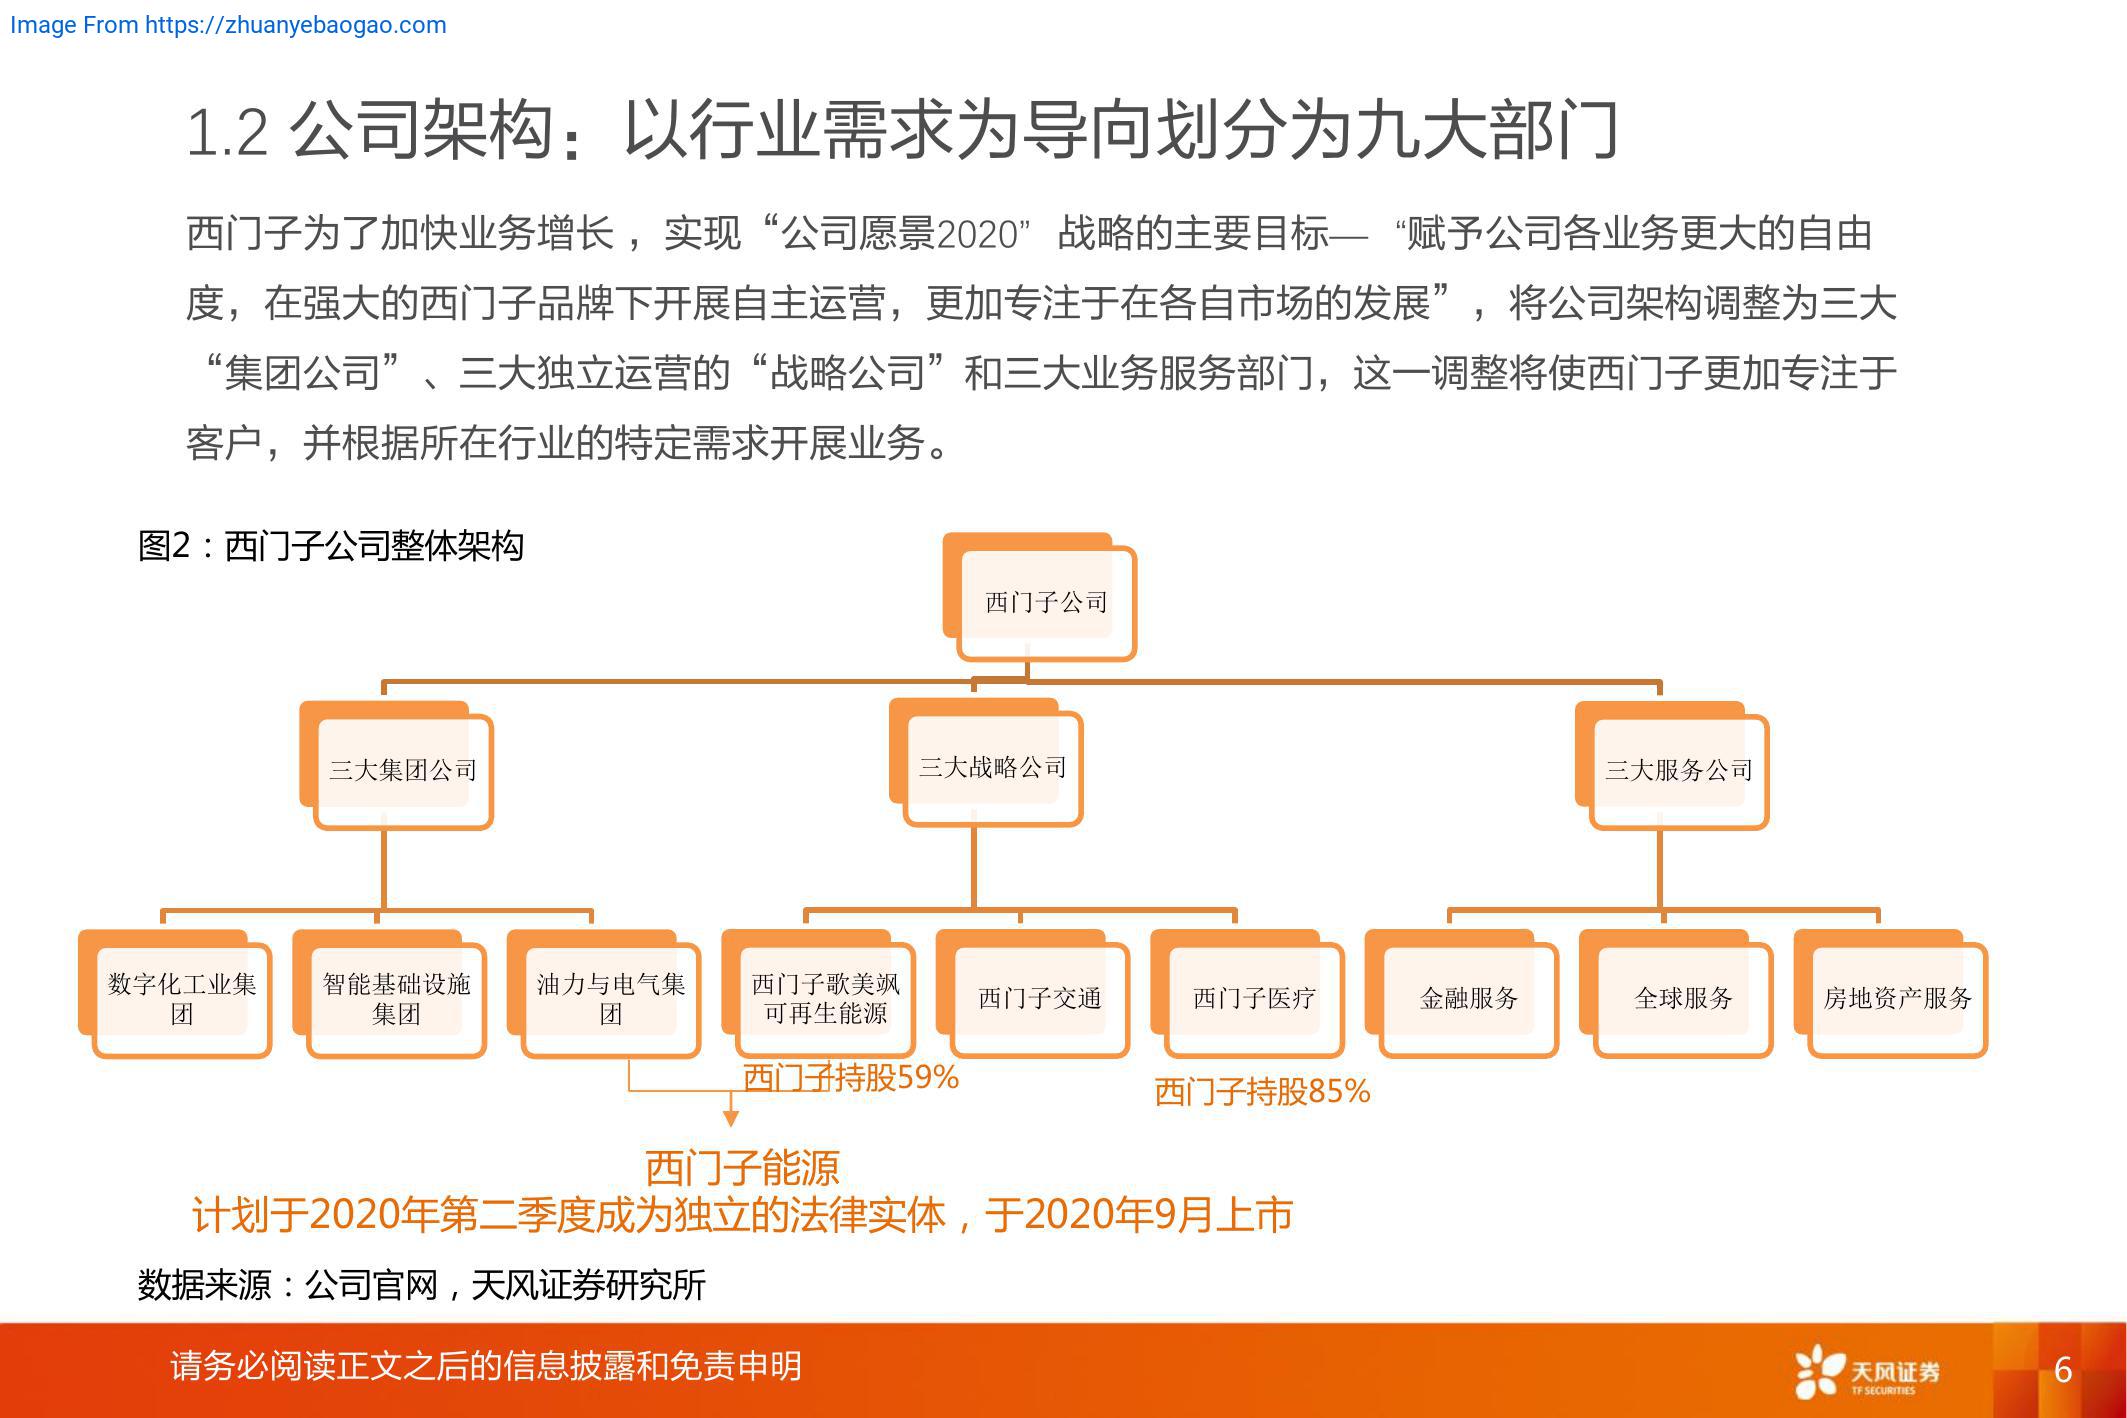 Image From https://zhuanyebaogao.com
1.2 公司架构：以行业需求为导向划分为九大部门
西门子为了加快业务增长 ，实现“公司愿景2020” 战略的主要目标— “赋予公司各业务更大的自由
度，在强大的西门子品牌下开展自主运营，更加专注于在各自市场的发展” ，将公司架构调整为三大
“集团公司” 、三大独立运营的“战略公司”和三大业务服务部门，这一调整将使西门子更加专注于
客户，并根据所在行业的特定需求开展业务。
图2：西门子公司整体架构
西门子公司
三大集团公司
三大战略公司
三大服务公司
数字化工业集
团
智能基础设施
集团
油力与电气集
团
西门子歌美飒
可再生能源
西门子交通
西门子医疗
金融服务
全球服务
房地资产服务
西门子持股59%
西门子持股85%
西门子能源
计划于2020年第二季度成为独立的法律实体，于2020年9月上市
数据来源：公司官网，天风证券研究所
请务必阅读正文之后的信息披露和免责申明
天风证券
TF SECURITIES
6